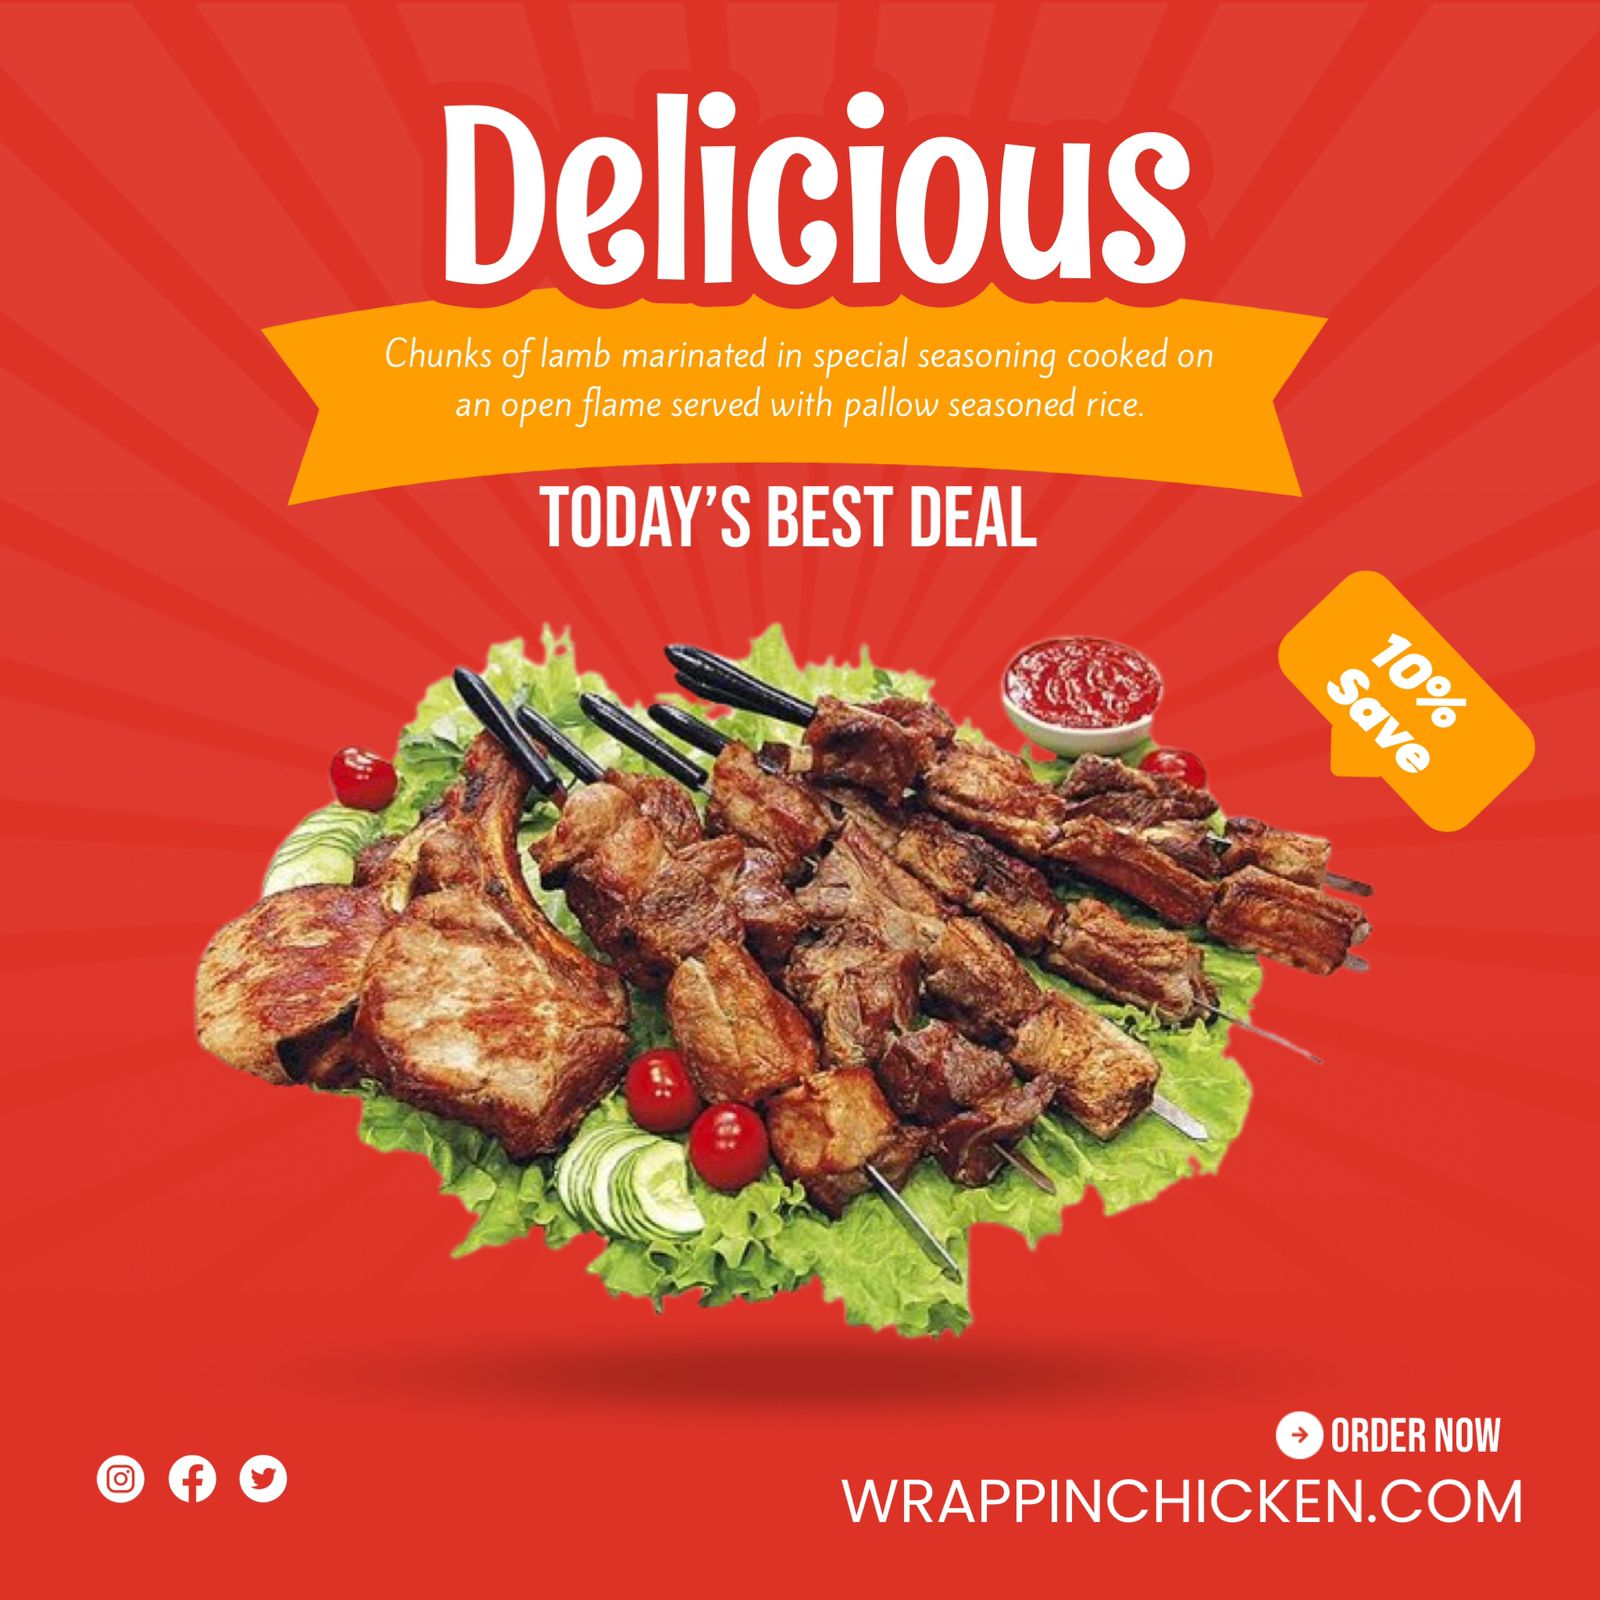 Delicious
Chunks of lamb marinated in special seasoning cooked on
an open flame served with pallow seasoned rice.
TODAY’S BEST DEAL
10%
Save
ORDER NOW
WRAPPINCHICKEN.COM